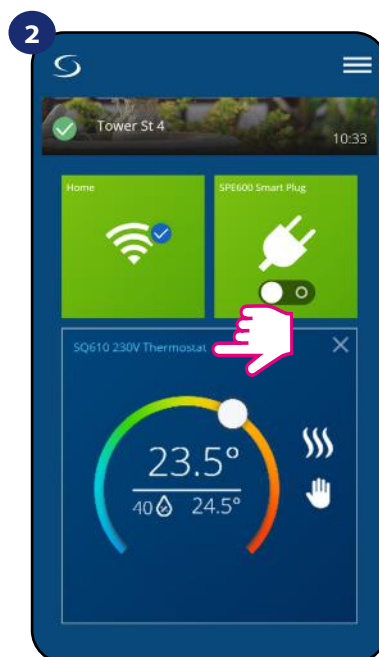 2
Tower St 4
10:33
Home
SPE600 Smart Plug
SQ610 230V Thermostat
23.5°
40 24.5°